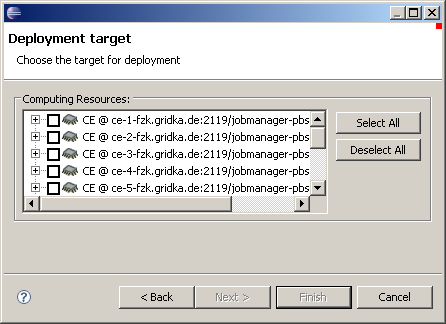 Deployment target
Choose the target for deployment
Computing Resources:
CE @ ce-1-fzk.gridka.de:2119/jobmanager-pbs
CE @ ce-2-fzk.gridka.de:2119/jobmanager-pbs
CE @ ce-3-fzk.gridka.de:2119/jobmanager-pbs
CE @ ce-4-fzk.gridka.de:2119/jobmanager-pbs
CE @ ce-5-fzk.gridka.de:2119/jobmanager-pbs
Select All
Deselect All
?
< Back
Next >
Finish
Cancel